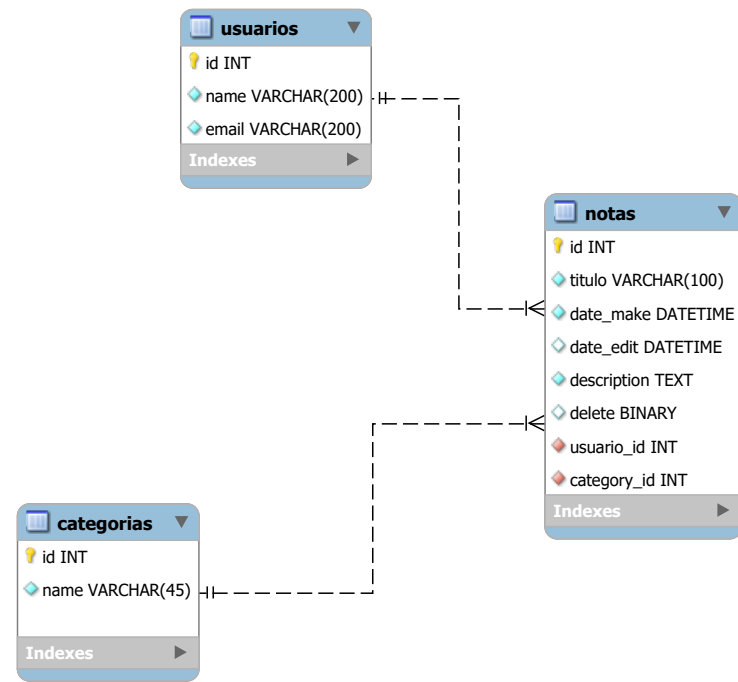 usuarios
id INT
name VARCHAR(200)
email VARCHAR(200)
Indexes
notas
id INT
titulo VARCHAR(100)
date_make DATETIME
date_edit DATETIME
description TEXT
delete BINARY
usuario_id INT
category_id INT
Indexes
categorias
id INT
name VARCHAR(45)
Indexes